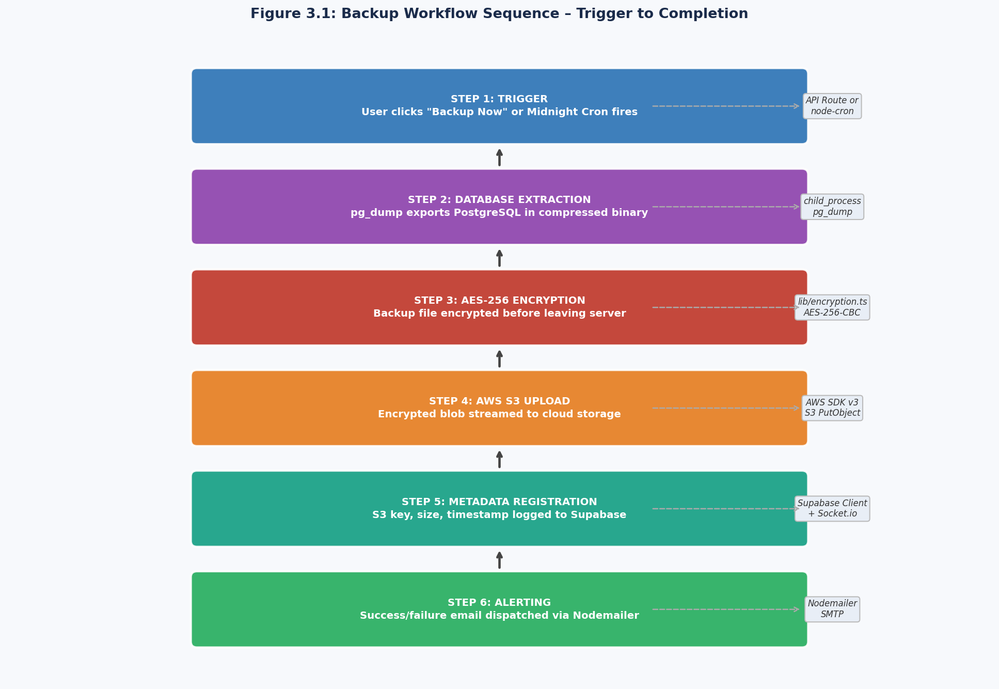 Figure 3.1: Backup Workflow Sequence – Trigger to Completion
STEP 1: TRIGGER
User clicks "Backup Now" or Midnight Cron fires
API Route or
node-cron
STEP 2: DATABASE EXTRACTION
pg_dump exports PostgreSQL in compressed binary
child_process
pg_dump
STEP 3: AES-256 ENCRYPTION
Backup file encrypted before leaving server
lib/encryption.ts
AES-256-CBC
STEP 4: AWS S3 UPLOAD
Encrypted blob streamed to cloud storage
AWS SDK v3
S3 PutObject
STEP 5: METADATA REGISTRATION
S3 key, size, timestamp logged to Supabase
Supabase Client
+ Socket.io
STEP 6: ALERTING
Success/failure email dispatched via Nodemailer
Nodemailer
SMTP